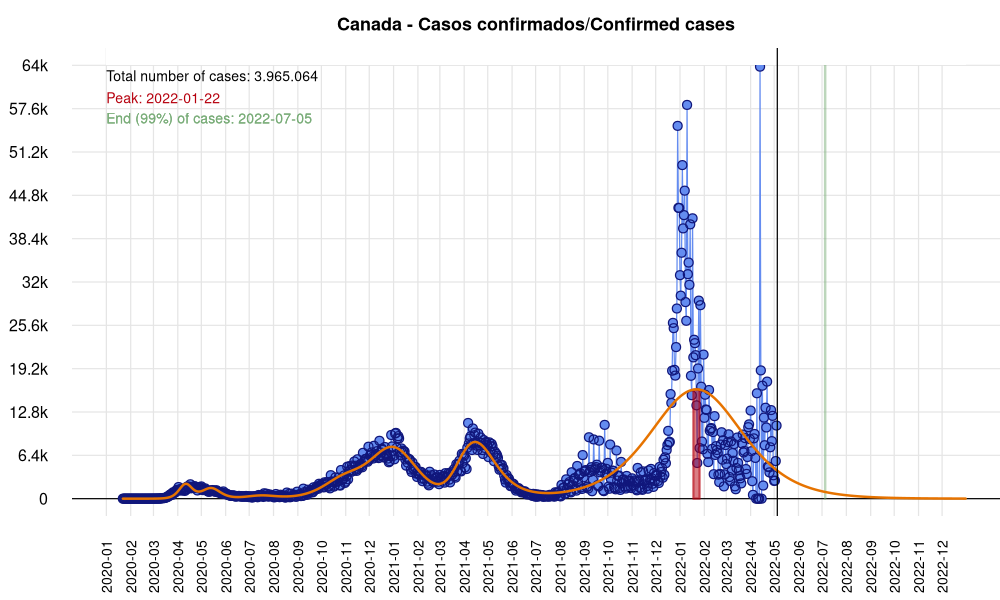 Canada - Casos confirmados/Confirmed cases
Total number of cases: 3.965.064
Peak: 2022-01-22
End (99%) of cases: 2022-07-05
64k
57.6k
51.2k
44.8k
38.4k
32k
25.6k
19.2k
12.8k
6.4k
0
2020-01
2020-02
2020-03
2020-04
2020-05
2020-06
2020-07
2020-08
2020-09
2020-10
2020-11
2020-12
2021-01
2021-02
2021-03
2021-04
2021-05
2021-06
2021-07
2021-08
2021-09
2021-10
2021-11
2021-12
2022-01
2022-02
2022-03
2022-04
2022-05
2022-06
2022-07
2022-08
2022-09
2022-10
2022-11
2022-12